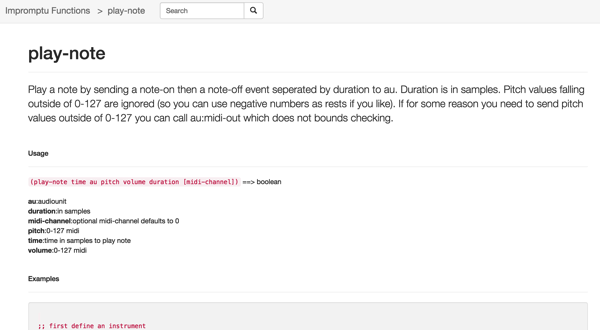 Impromptu Functions > play-note Search
play-note
Play a note by sending a note-on then a note-off event seperated by duration to au. Duration is in samples. Pitch values falling
outside of 0-127 are ignored (so you can use negative numbers as rests if you like). If for some reason you need to send pitch
values outside of 0-127 you can call au:midi-out which does not bounds checking.
Usage
(play-note time au pitch volume duration [midi-channel]) ==> boolean
au:audiounit
duration:in samples
midi-channel:optional midi-channel defaults to 0
pitch:0-127 midi
time:time in samples to play note
volume:0-127 midi
Examples
;; first define an instrument